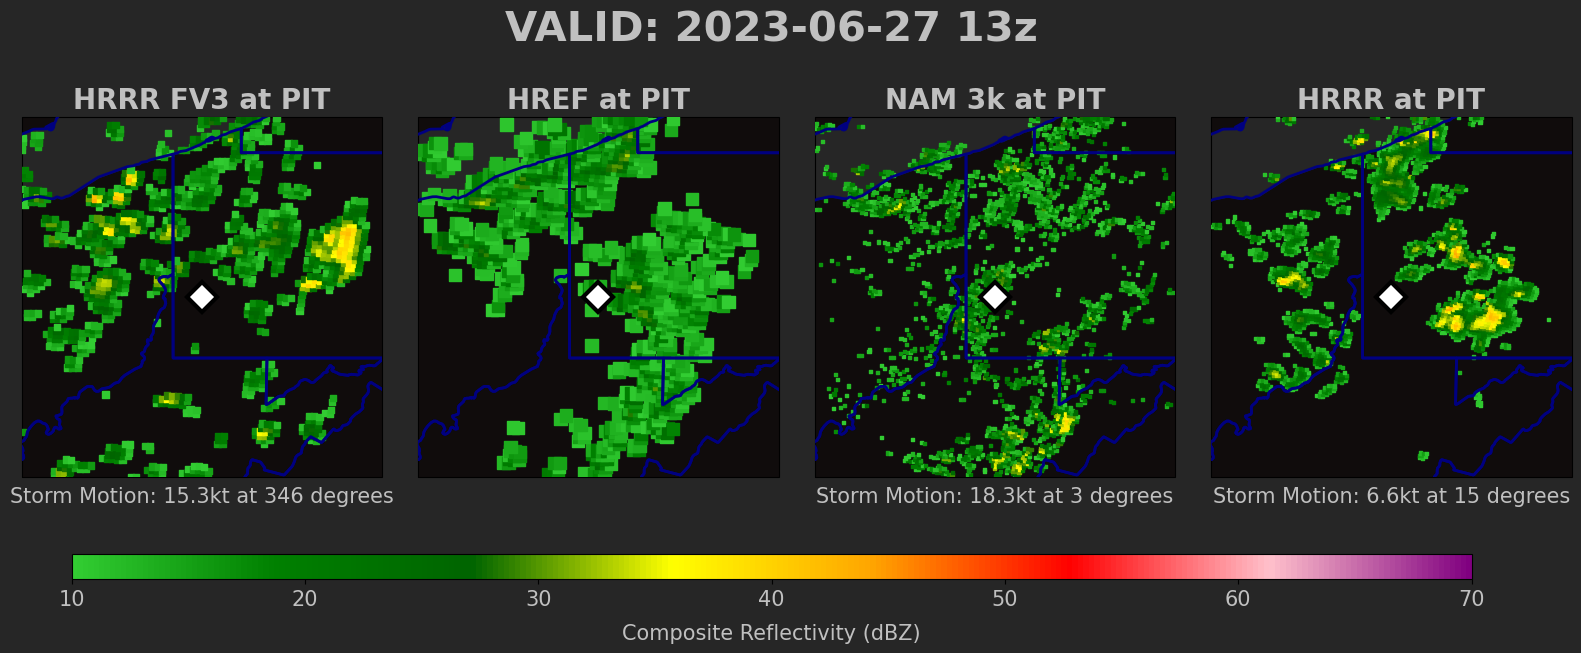 VALID: 2023-06-27 13z
HRRR FV3 at PIT
HREF at PIT
NAM 3k at PIT
HRRR at PIT
Storm Motion: 15.3kt at 346 degrees
Storm Motion: 18.3kt at 3 degrees
Storm Motion: 6.6kt at 15 degrees
10 20 30 40 50 60 70
Composite Reflectivity (dBZ)